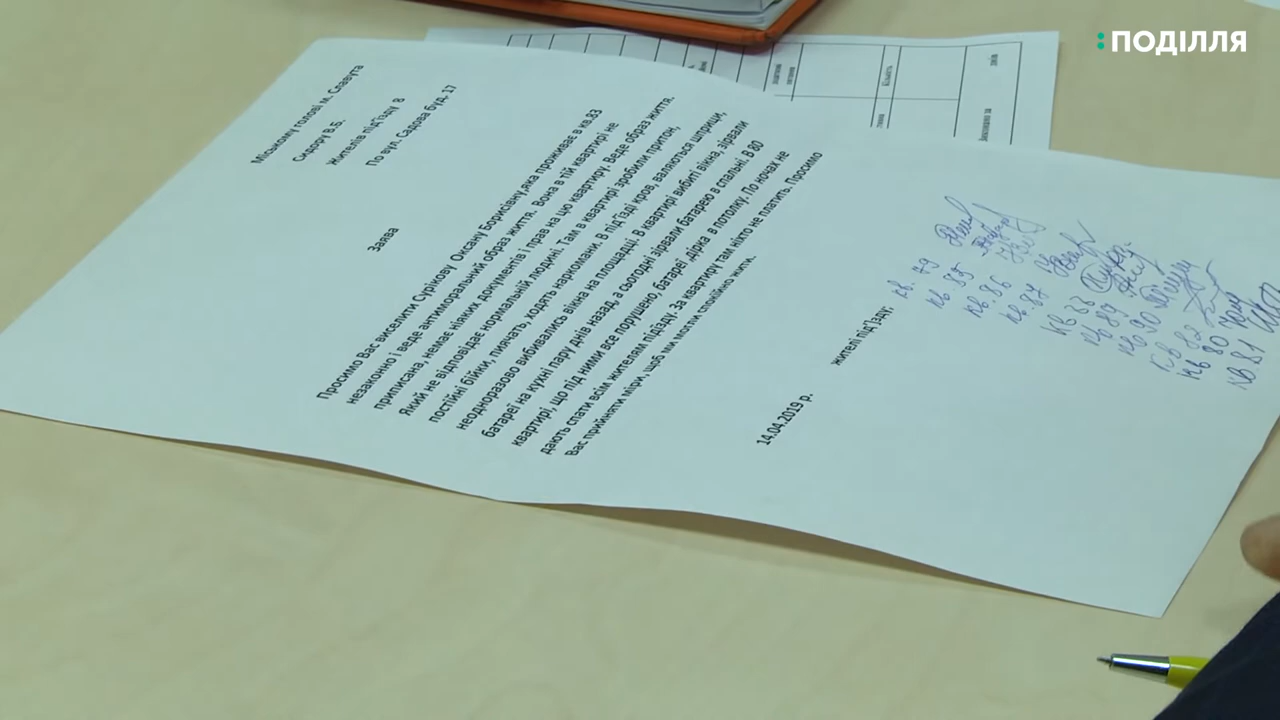 :ПОДІЛЛЯ
Міському голові м. Славута
Сидору В.Б.
Жителів під'їзду 8
По вул. Садова буд. 17
Заява
Просимо Вас виселити Сурікову Оксану Борисівну,яка проживає в кв.83
незаконно і веде антиморальний образ життя. Вона в тій квартирі не
приписана , немає ніяких документів і прав на цю квартиру. Веде образ життя.
Який не відповідає нормальній людині. Там в квартирі зробили притон,
постійні бійки, пиячать, ходять наркомани. В під'їзді кров, валяються шприци,
неодноразово вибивались вікна на площадці. В квартирі вибиті вікна, зірвали
батареї на кухні пару днів назад, а сьогодні зірвали батарею в спальні. В 80
квартирі, що під ними все порушено, батареї ,дірка в потолку. По ночах не
дають спати всім жителям підїзду .За квартиру там ніхто не платить. Просимо
Вас прийняти міри , щоб ми могли спокійно жити.
14.04.2019 р.
жителі під'їзду:
кв. 79
кв. 85
кв. 86
кв. 87
кв 88
кв 89
кв 90
кв 82
кв 80
кв 81
Кількість